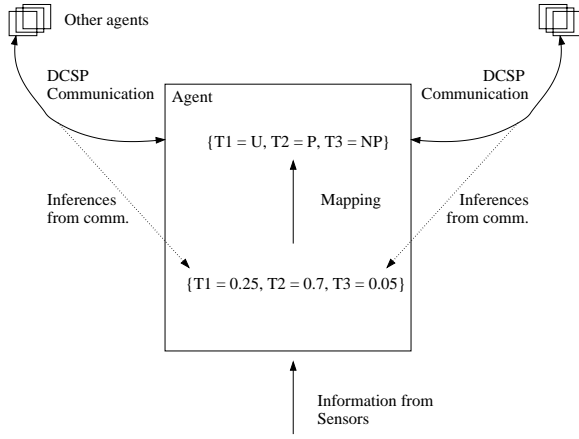 Other agents
DCSP
Communication
DCSP
Communication
Agent
{T1 = U, T2 = P, T3 = NP}
Inferences
from comm.
Mapping
Inferences
from comm.
{T1 = 0.25, T2 = 0.7, T3 = 0.05}
Information from
Sensors